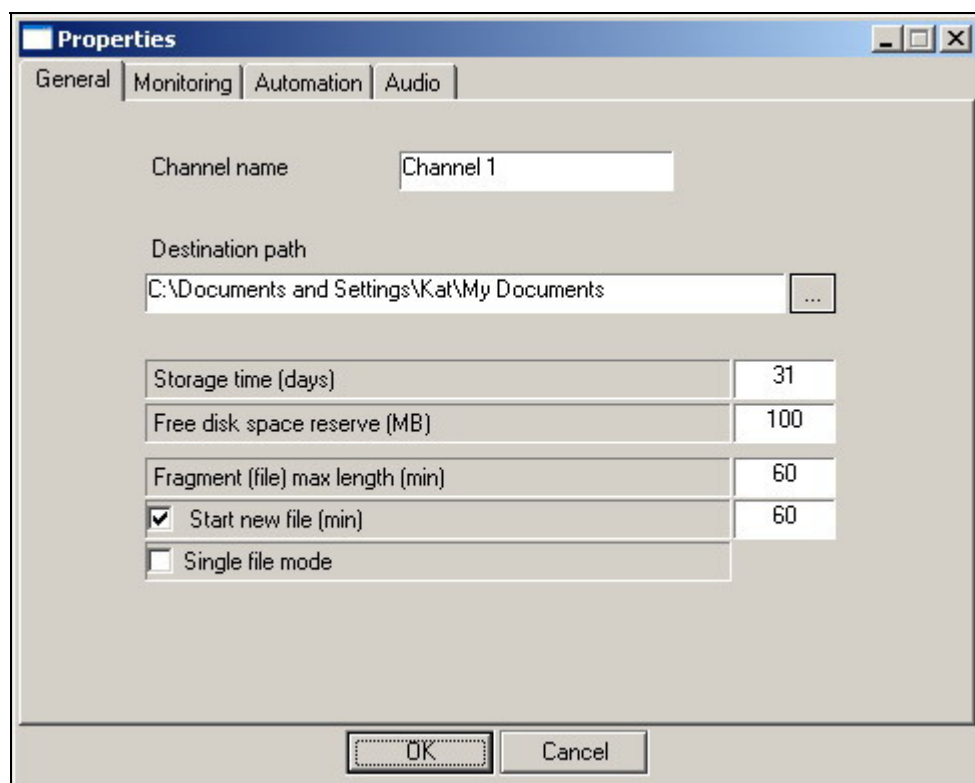 Properties
General Monitoring Automation Audio
Channel name Channel 1
Destination path
C:\Documents and Settings\Kat\My Documents ...
Storage time (days) 31
Free disk space reserve (MB) 100
Fragment (file) max length (min) 60
Start new file (min) 60
Single file mode
OK Cancel